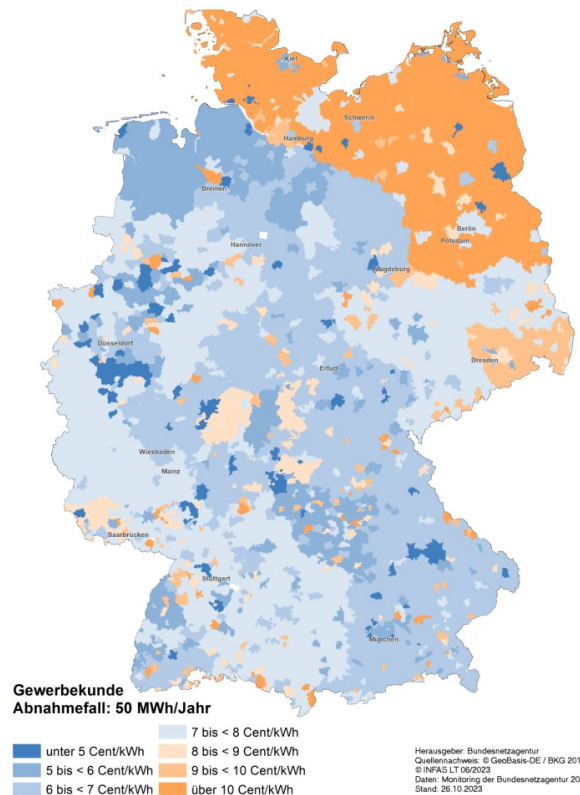 Kiel
Schwerin
Hamburg
Bremen
Berlin
Potsdam
Hannover
Magdeburg
Düsseldorf
Erfurt
Dresden
Wiesbaden
Mainz
Saarbrücken
Stuttgart
München
Gewerbekunde
Abnahmefall: 50 MWh/Jahr
unter 5 Cent/kWh
5 bis < 6 Cent/kWh
6 bis < 7 Cent/kWh
7 bis < 8 Cent/kWh
8 bis < 9 Cent/kWh
9 bis < 10 Cent/kWh
über 10 Cent/kWh
Herausgeber: Bundesnetzagentur
Quellennachweis: © GeoBasis-DE / BKG 201
© INFAS LT 06/2023
Daten: Monitoring der Bundesnetzagentur 20
Stand: 26.10.2023